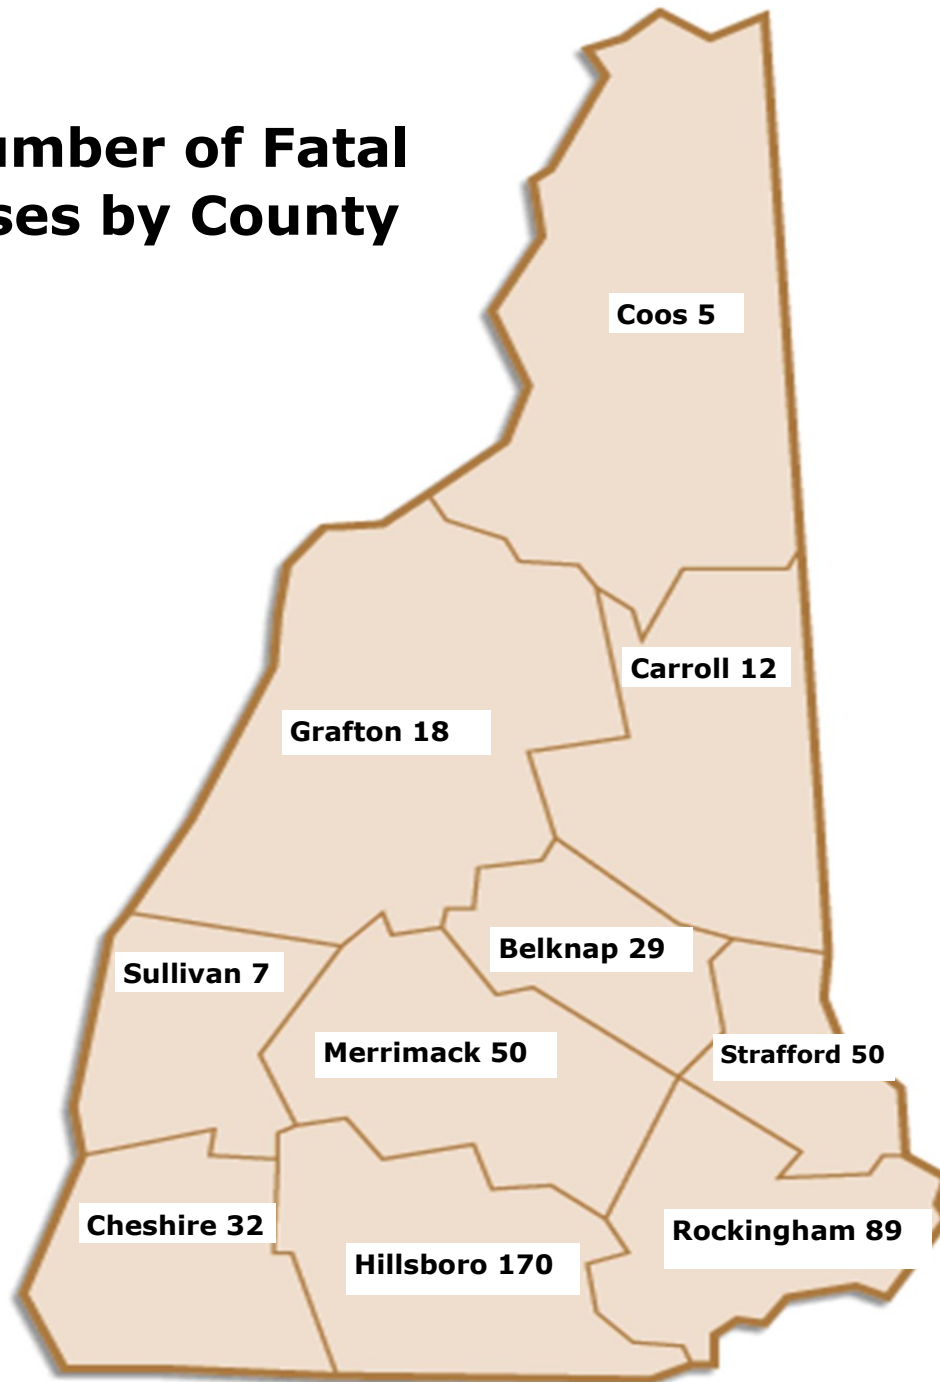 umber of Fatal
ses by County
Coos 5
Carroll 12
Grafton 18
Belknap 29
Sullivan 7
Merrimack 50
Strafford 50
Cheshire 32
Rockingham 89
Hillsboro 170